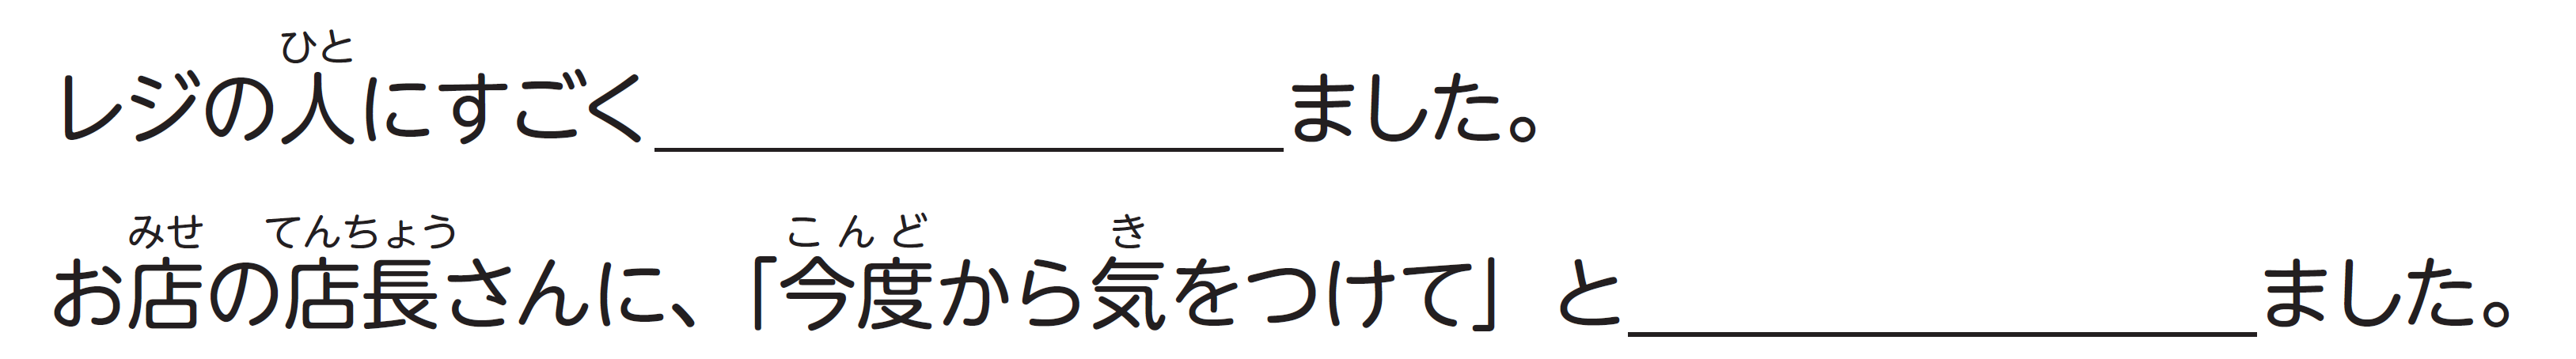 レジの人にすごく＿＿＿＿＿＿＿＿ました。
お店の店長さんに、「今度から気をつけて」と＿＿＿＿＿＿＿＿ました。